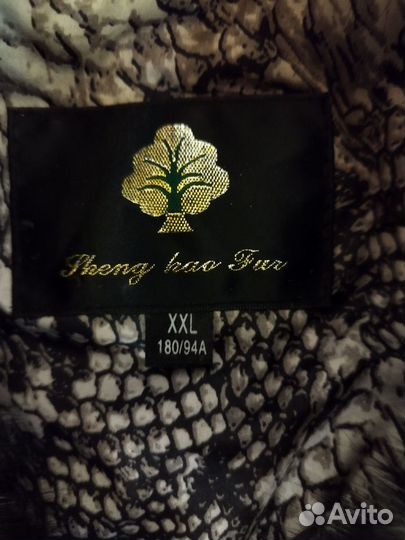 Sheng hao Fur
XXL
180/94A
Avito